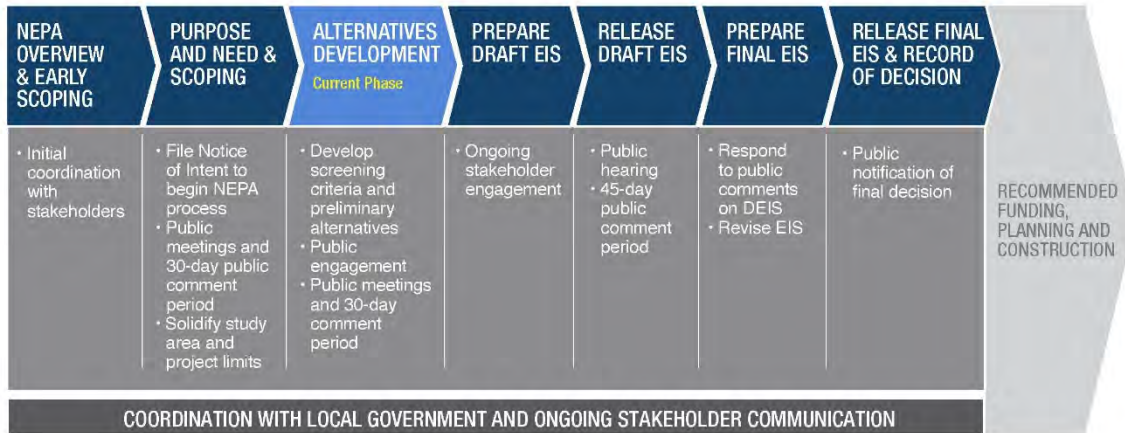 NEPA
OVERVIEW
& EARLY
SCOPING
PURPOSE
AND NEED &
SCOPING
ALTERNATIVES
DEVELOPMENT
Current Phase
PREPARE
DRAFT EIS
RELEASE
DRAFT EIS
PREPARE
FINAL EIS
RELEASE FINAL
EIS & RECORD
OF DECISION
• Initial
coordination
with
stakeholders
• File Notice
of Intent to
begin NEPA
process
• Public
meetings and
30-day public
comment
period
• Solidify study
area and
project limits
• Develop
screening
criteria and
preliminary
alternatives
• Public
engagement
• Public meetings
and 30-day
comment
period
• Ongoing
stakeholder
engagement
• Public
hearing
• 45-day
public
comment
period
• Respond
to public
comments
on DEIS
• Revise EIS
• Public
notification of
final decision
RECOMMENDED
FUNDING,
PLANNING AND
CONSTRUCTION
COORDINATION WITH LOCAL GOVERNMENT AND ONGOING STAKEHOLDER COMMUNICATION